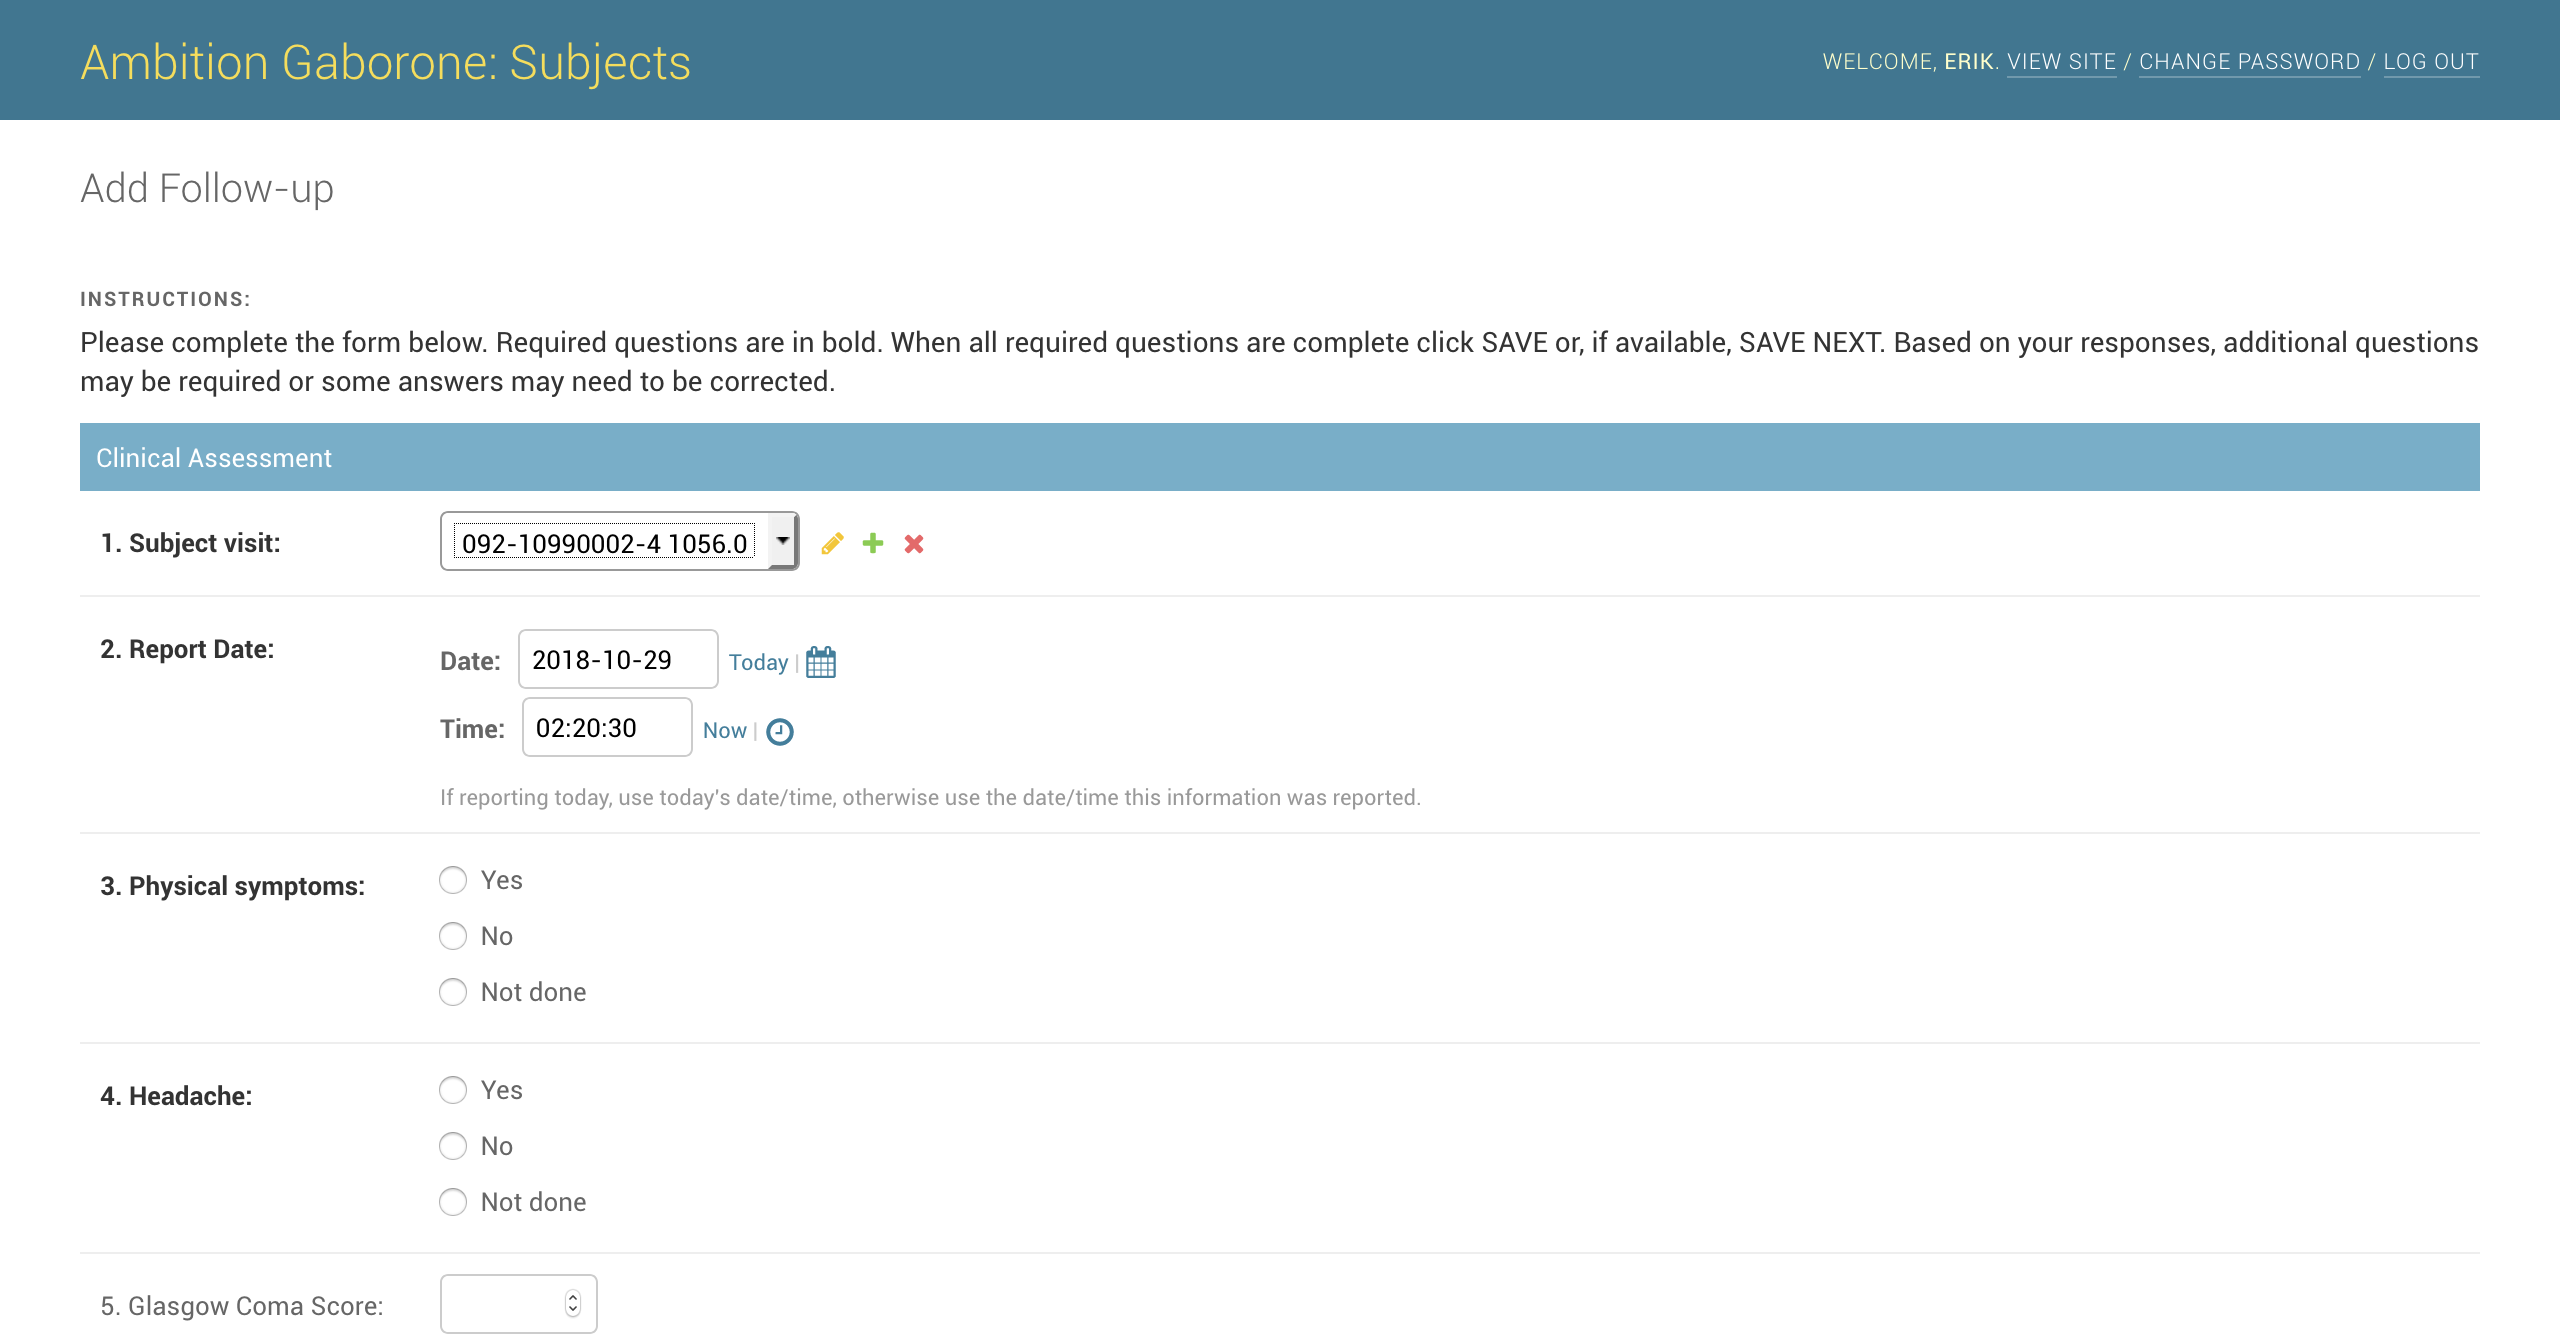 Ambition Gaborone: Subjects
WELCOME, ERIK. VIEW SITE / CHANGE PASSWORD / LOG OUT
Add Follow-up
INSTRUCTIONS:
Please complete the form below. Required questions are in bold. When all required questions are complete click SAVE or, if available, SAVE NEXT. Based on your responses, additional questions
may be required or some answers may need to be corrected.
Clinical Assessment
1. Subject visit: 092-10990002-4 1056.0
2. Report Date:
Date: 2018-10-29 Today |
Time: 02:20:30 Now |
If reporting today, use today's date/time, otherwise use the date/time this information was reported.
3. Physical symptoms:
Yes
No
Not done
4. Headache:
Yes
No
Not done
5. Glasgow Coma Score: